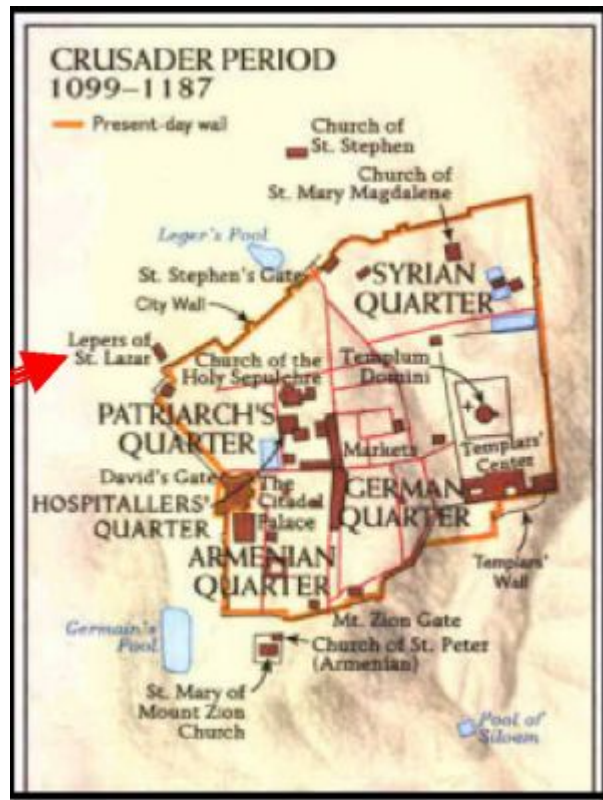 CRUSADER PERIOD
1099–1187
Present-day wall
Church of
St. Stephen
Church of
St. Mary Magdalene
Leger's Pool
St. Stephen's Gate
SYRIAN
QUARTER
City Wall
Lepers of
St. Lazar
Church of the
Holy Sepulchre
Templum
Domini
PATRIARCH'S
QUARTER
Markets
Templars'
Center
David's Gate
The
Citadel
HOSPITALLERS'
QUARTER
GERMAN
QUARTER
Palace
ARMENIAN
QUARTER
Templars'
Wall
Mt. Zion Gate
Germain's
Pool
Church of St. Peter
(Armenian)
St. Mary of
Mount Zion
Church
Pool of
Siloam